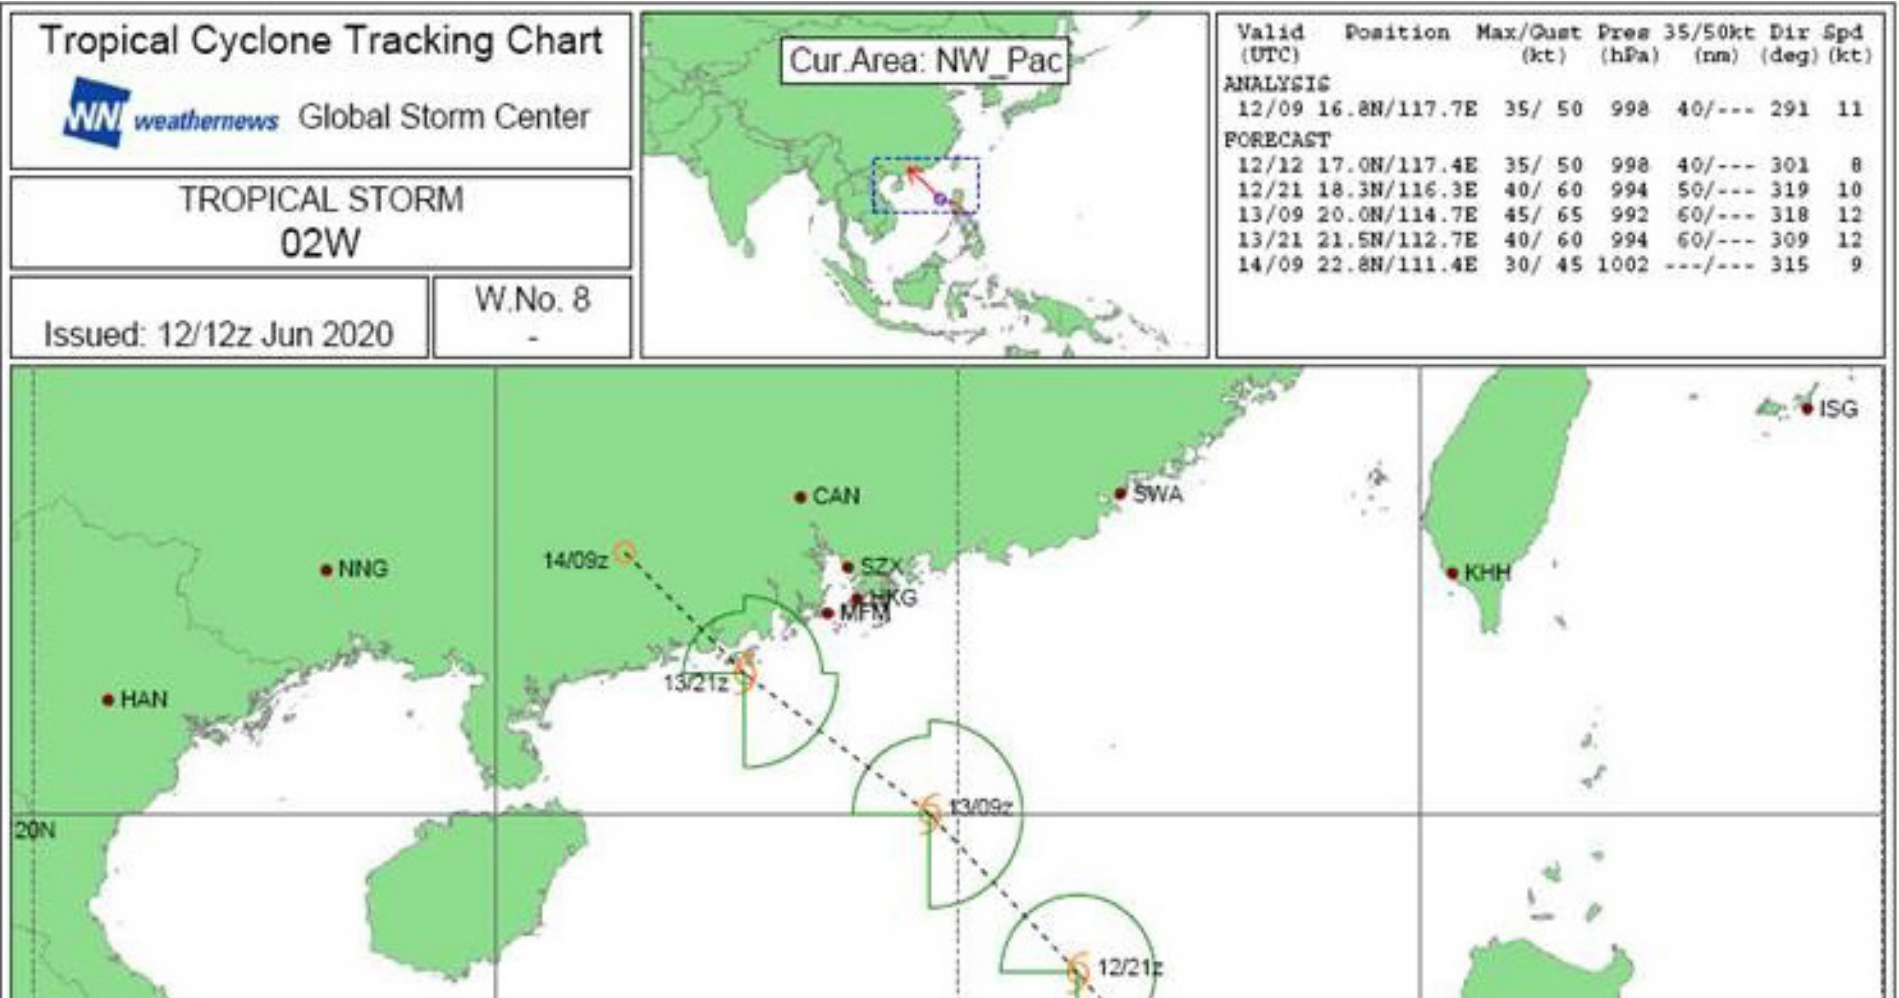 Tropical Cyclone Tracking Chart
WN weathernews Global Storm Center
TROPICAL STORM
02W
Issued: 12/12z Jun 2020
W.No. 8
-
Cur.Area: NW_Pac
Valid Position Max/Gust Pres 35/50kt Dir Spd
(UTC) (kt) (hPa) (nm) (deg) (kt)
ANALYSIS
12/09 16.8N/117.7E 35/ 50 998 40/--- 291 11
FORECAST
12/12 17.0N/117.4E 35/ 50 998 40/--- 301 8
12/21 18.3N/116.3E 40/ 60 994 50/--- 319 10
13/09 20.0N/114.7E 45/ 65 992 60/--- 318 12
13/21 21.5N/112.7E 40/ 60 994 60/--- 309 12
14/09 22.8N/111.4E 30/ 45 1002 ---/--- 315 9
ISG
CAN
SWA
14/09z
NNG
SZX
KHH
HKG
MFM
13/21z
HAN
13/09z
20N
12/21z